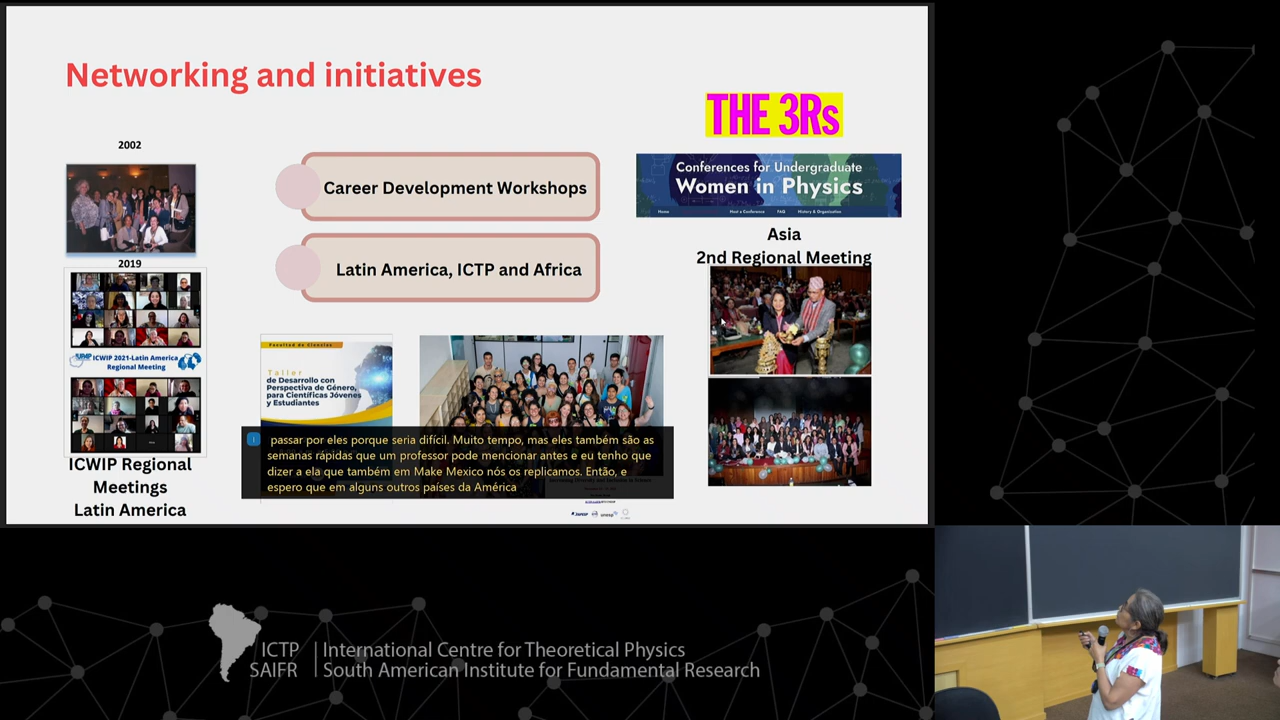 Networking and initiatives
THE 3Rs
2002
Career Development Workshops
Latin America, ICTP and Africa
Conferences for Undergraduate
Women in Physics
Home
Host a Conference
FAQ
History & Organization
Asia
2nd Regional Meeting
2019
ICWIP 2021-Latin America
Regional Meeting
ICWIP Regional
Meetings
Latin America
Facultad de Ciencias
Taller
de Desarrollo con
Perspectiva de Género,
para Científicas Jóvenes
y Estudiantes
passar por eles porque seria difícil. Muito tempo, mas eles também são as
semanas rápidas que um professor pode mencionar antes e eu tenho que
dizer a ela que também em Make Mexico nós os replicamos. Então, e
espero que em alguns outros países da América
unesp
ICTP
SAIFR
International Centre for Theoretical Physics
South American Institute for Fundamental Research